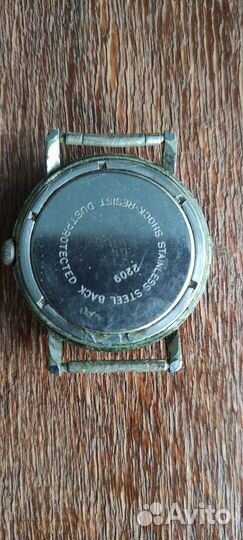 STAINLESS STEEL BACK
SHOCK-RESIST DUSTPROTECTED
2209
Avito